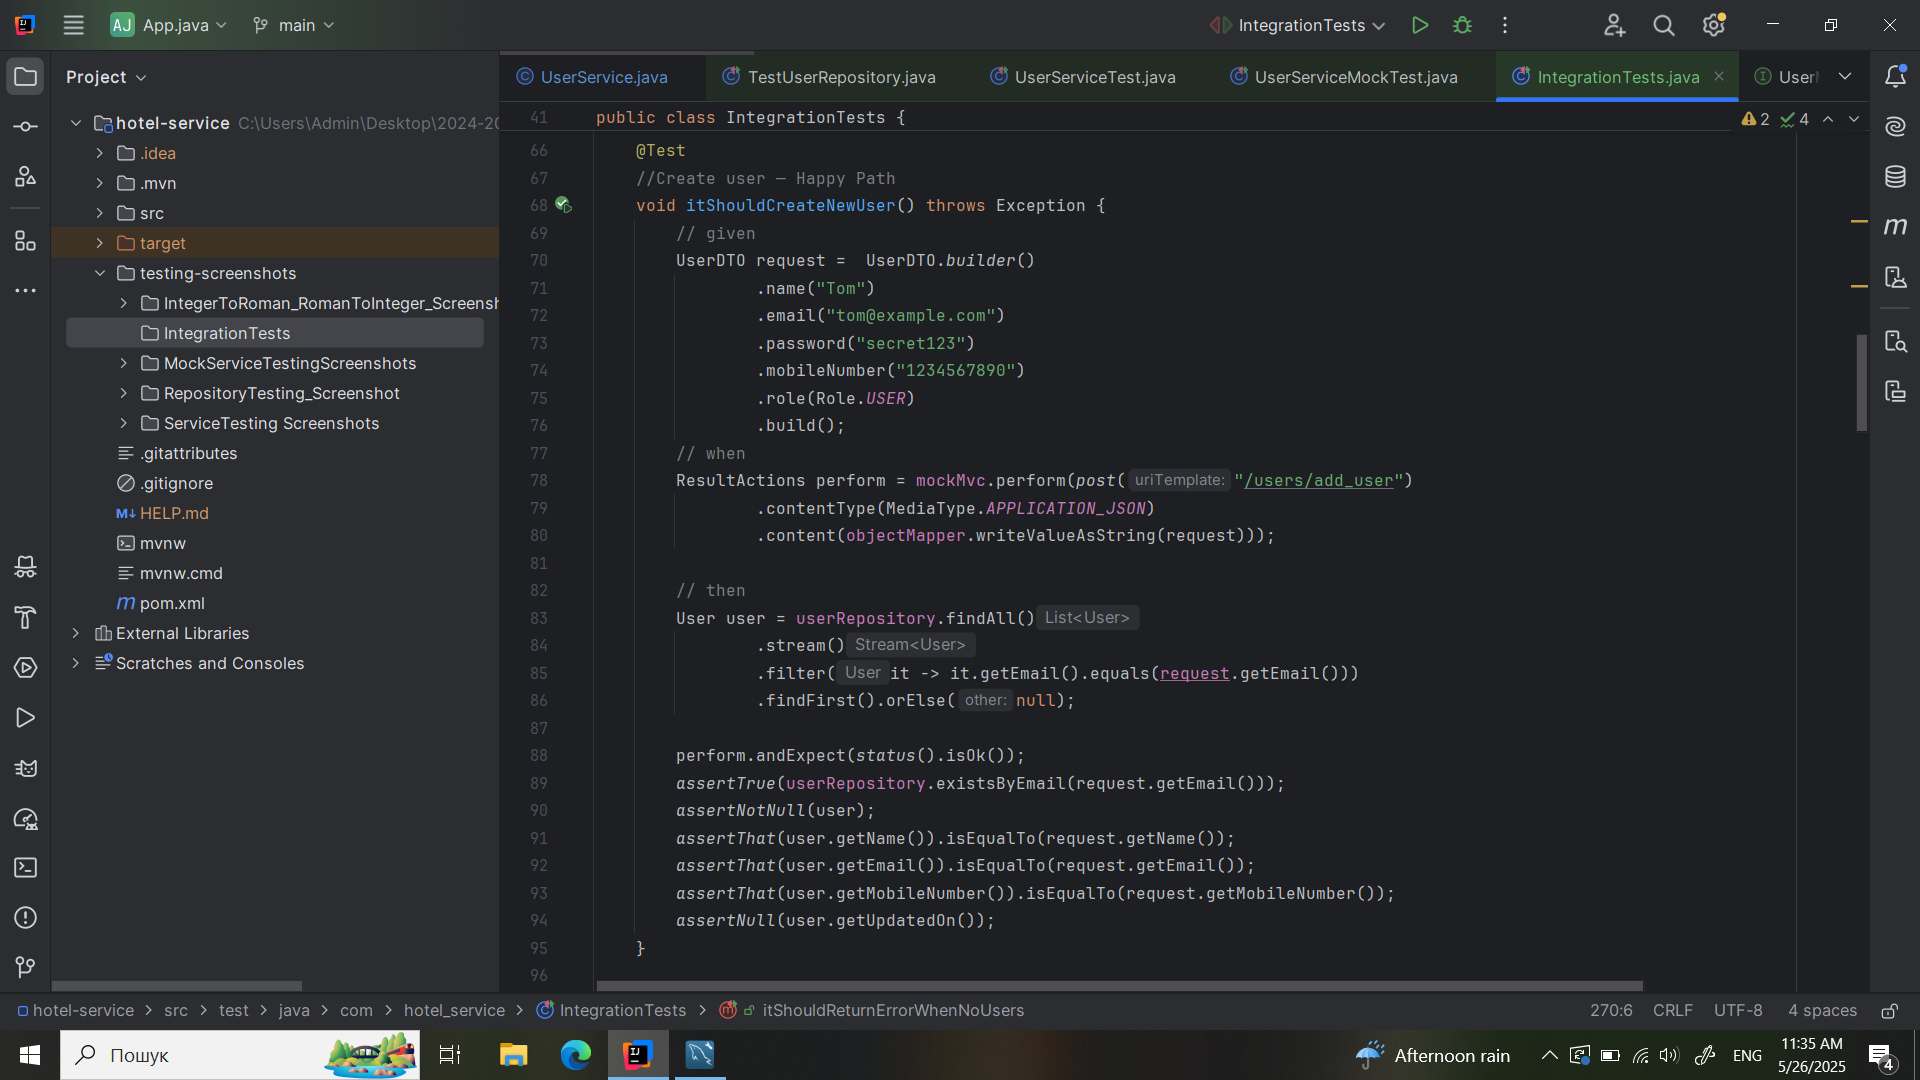 AJ App.java main IntegrationTests
Project
UserService.java TestUserRepository.java UserServiceTest.java UserServiceMockTest.java IntegrationTests.java User
hotel-service C:\Users\Admin\Desktop\2024-20
.idea
.mvn
src
target
testing-screenshots
IntegerToRoman_RomanToInteger_Screensh
IntegrationTests
MockServiceTestingScreenshots
RepositoryTesting_Screenshot
ServiceTesting Screenshots
.gitattributes
.gitignore
M↓ HELP.md
mvnw
mvnw.cmd
m pom.xml
External Libraries
Scratches and Consoles
41 public class IntegrationTests { 2 4
66 @Test
67 //Create user — Happy Path
68 void itShouldCreateNewUser() throws Exception {
69 // given
70 UserDTO request =  UserDTO.builder()
71 .name("Tom")
72 .email("tom@example.com")
73 .password("secret123")
74 .mobileNumber("1234567890")
75 .role(Role.USER)
76 .build();
77 // when
78 ResultActions perform = mockMvc.perform(post( uriTemplate: "/users/add_user")
79 .contentType(MediaType.APPLICATION_JSON)
80 .content(objectMapper.writeValueAsString(request)));
81
82 // then
83 User user = userRepository.findAll() List<User>
84 .stream() Stream<User>
85 .filter( User it -> it.getEmail().equals(request.getEmail()))
86 .findFirst().orElse( other: null);
87
88 perform.andExpect(status().isOk());
89 assertTrue(userRepository.existsByEmail(request.getEmail()));
90 assertNotNull(user);
91 assertThat(user.getName()).isEqualTo(request.getName());
92 assertThat(user.getEmail()).isEqualTo(request.getEmail());
93 assertThat(user.getMobileNumber()).isEqualTo(request.getMobileNumber());
94 assertNull(user.getUpdatedOn());
95 }
96
hotel-service > src > test > java > com > hotel_service > IntegrationTests > itShouldReturnErrorWhenNoUsers 270:6 CRLF UTF-8 4 spaces
Пошук Afternoon rain ENG 11:35 AM
5/26/2025 4